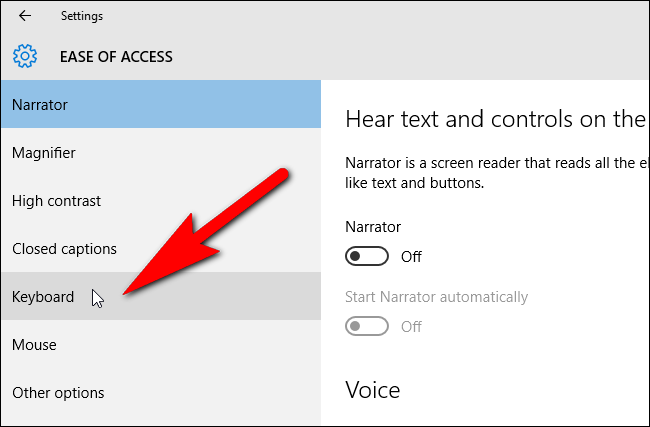 Settings
EASE OF ACCESS
Narrator
Magnifier
High contrast
Closed captions
Keyboard
Mouse
Other options
Hear text and controls on the
Narrator is a screen reader that reads all the
like text and buttons.
Narrator
Off
Start Narrator automatically
Off
Voice